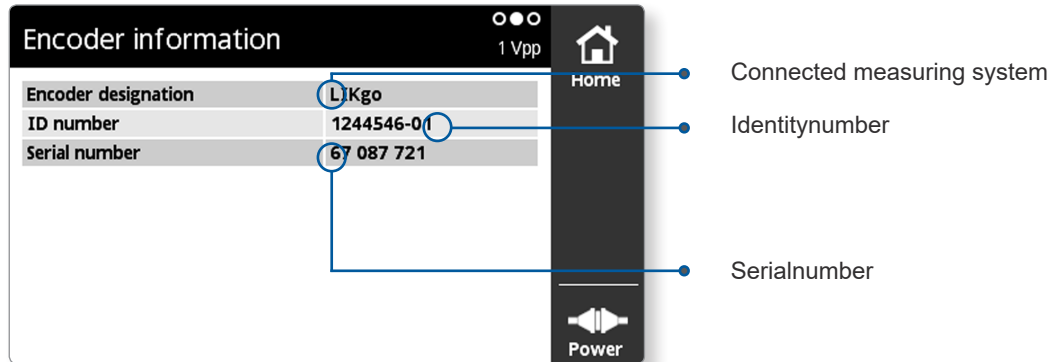 Encoder information
1 Vpp
Home
Encoder designation LIKgo
ID number 1244546-01
Serial number 67 087 721
Power
Connected measuring system
Identitynumber
Serialnumber